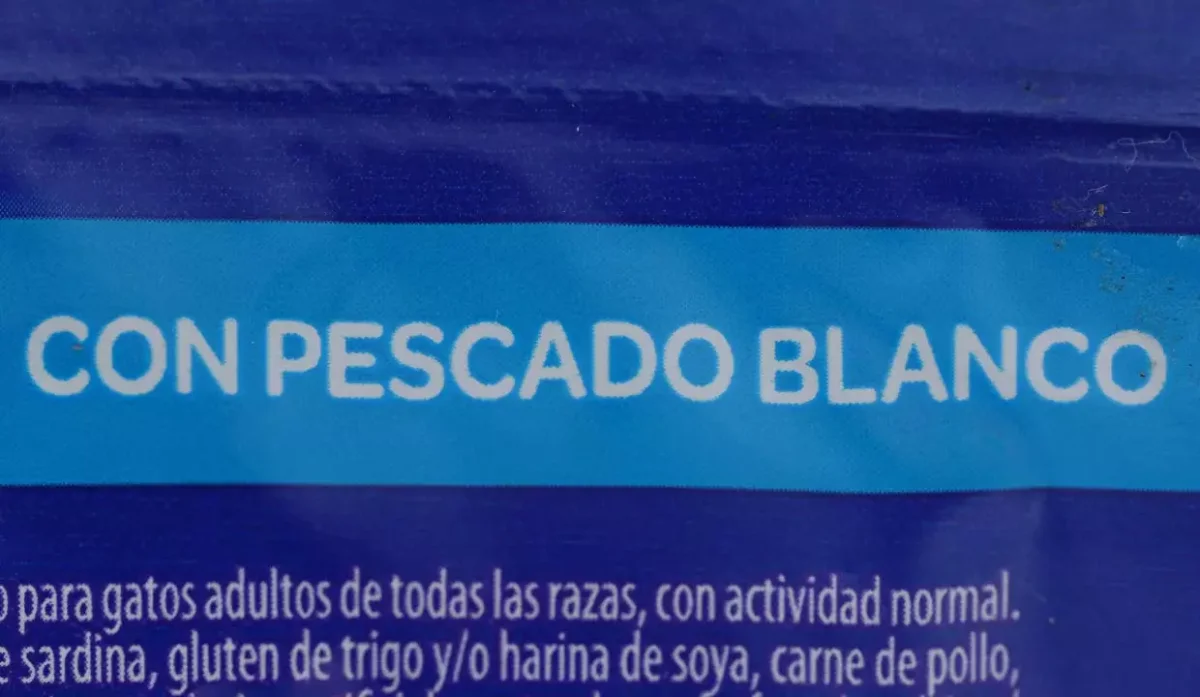 CON PESCADO BLANCO
para gatos adultos de todas las razas, con actividad normal.
sardina, gluten de trigo y/o harina de soya, carne de pollo,